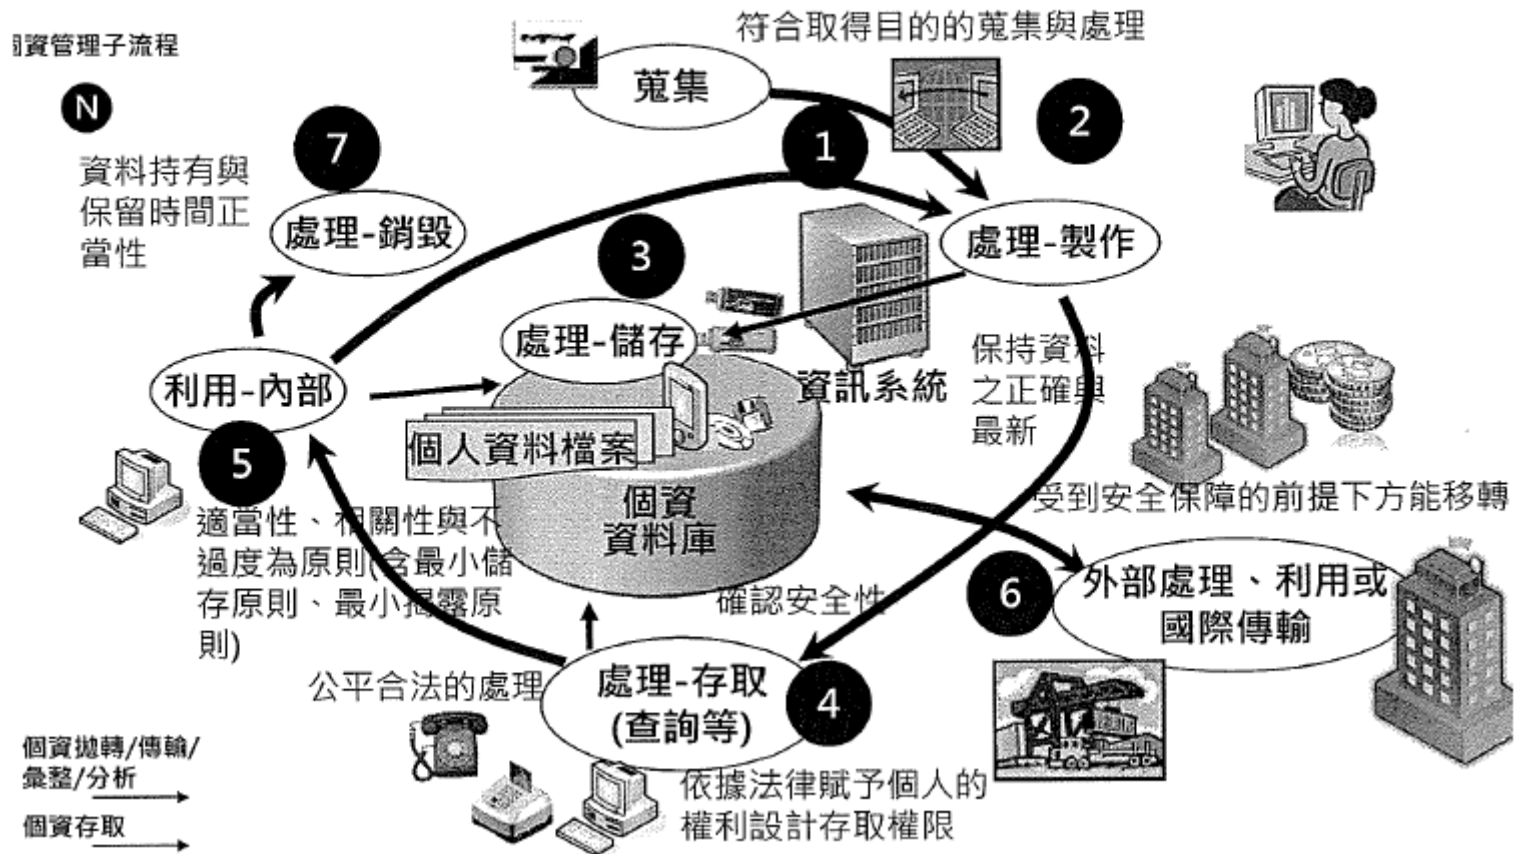 個資管理子流程
N
資料持有與
保留時間正
當性
7
處理-銷毀
蒐集
符合取得目的的蒐集與處理
1
2
處理-製作
3
處理-儲存
資訊系統
保持資料
之正確與
最新
利用-內部
5
適當性、相關性與不
過度為原則(含最小儲
存原則、最小揭露原
則)
個人資料檔案
個資
資料庫
確認安全性
受到安全保障的前提下方能移轉
6
外部處理、利用或
國際傳輸
公平合法的處理
處理-存取
(查詢等)
4
依據法律賦予個人的
權利設計存取權限
個資拋轉/傳輸/
彙整/分析
個資存取